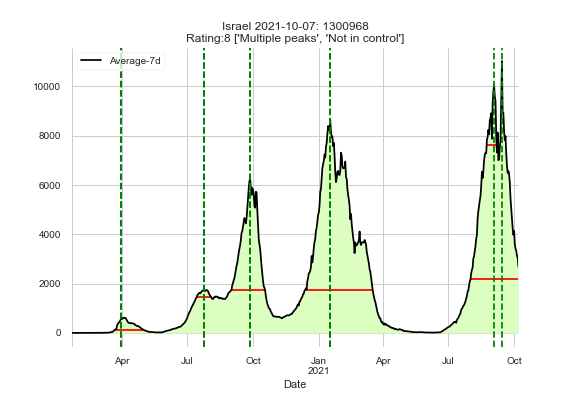 Israel 2021-10-07: 1300968
Rating:8 ['Multiple peaks', 'Not in control']
Average-7d
10000
8000
6000
4000
2000
0
Apr Jul Oct Jan Apr Jul Oct
2021
Date